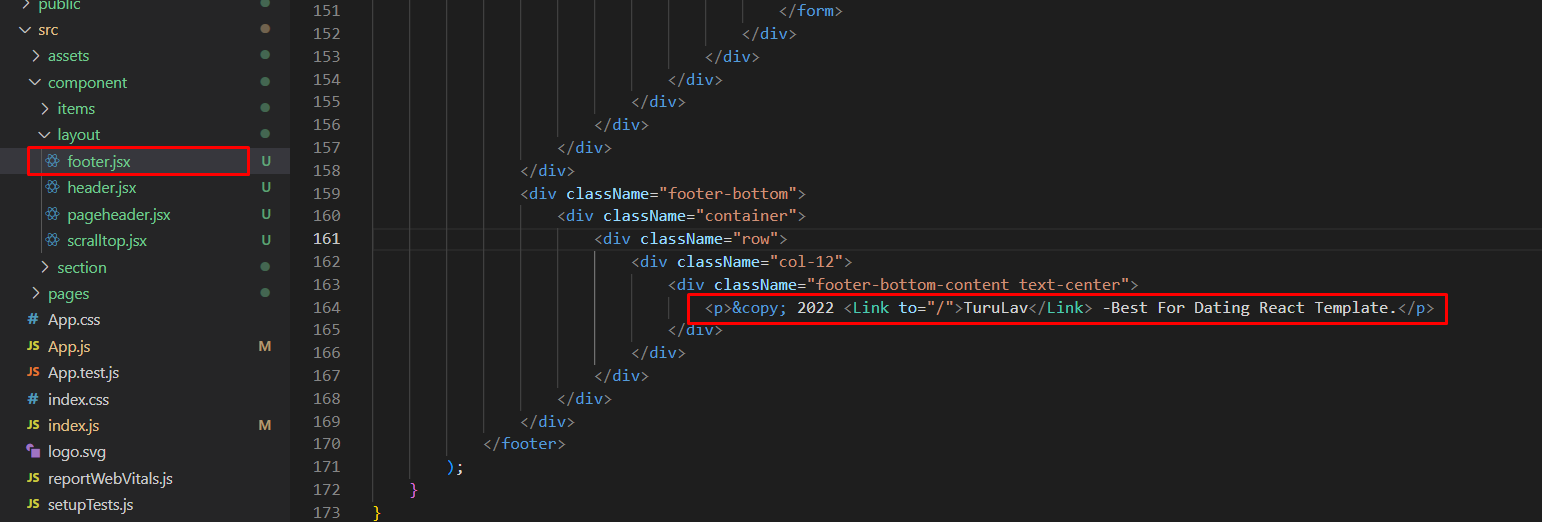 public
src
assets
component
items
layout
footer.jsx U
header.jsx U
pageheader.jsx U
scralltop.jsx U
section
pages
# App.css
JS App.js M
JS App.test.js
# index.css
JS index.js M
logo.svg
JS reportWebVitals.js
JS setupTests.js
151 </form>
152 </div>
153 </div>
154 </div>
155 </div>
156 </div>
157 </div>
158 </div>
159 <div className="footer-bottom">
160 <div className="container">
161 <div className="row">
162 <div className="col-12">
163 <div className="footer-bottom-content text-center">
164 <p>&copy; 2022 <Link to="/">TuruLav</Link> -Best For Dating React Template.</p>
165 </div>
166 </div>
167 </div>
168 </div>
169 </div>
170 </footer>
171 );
172 }
173 }